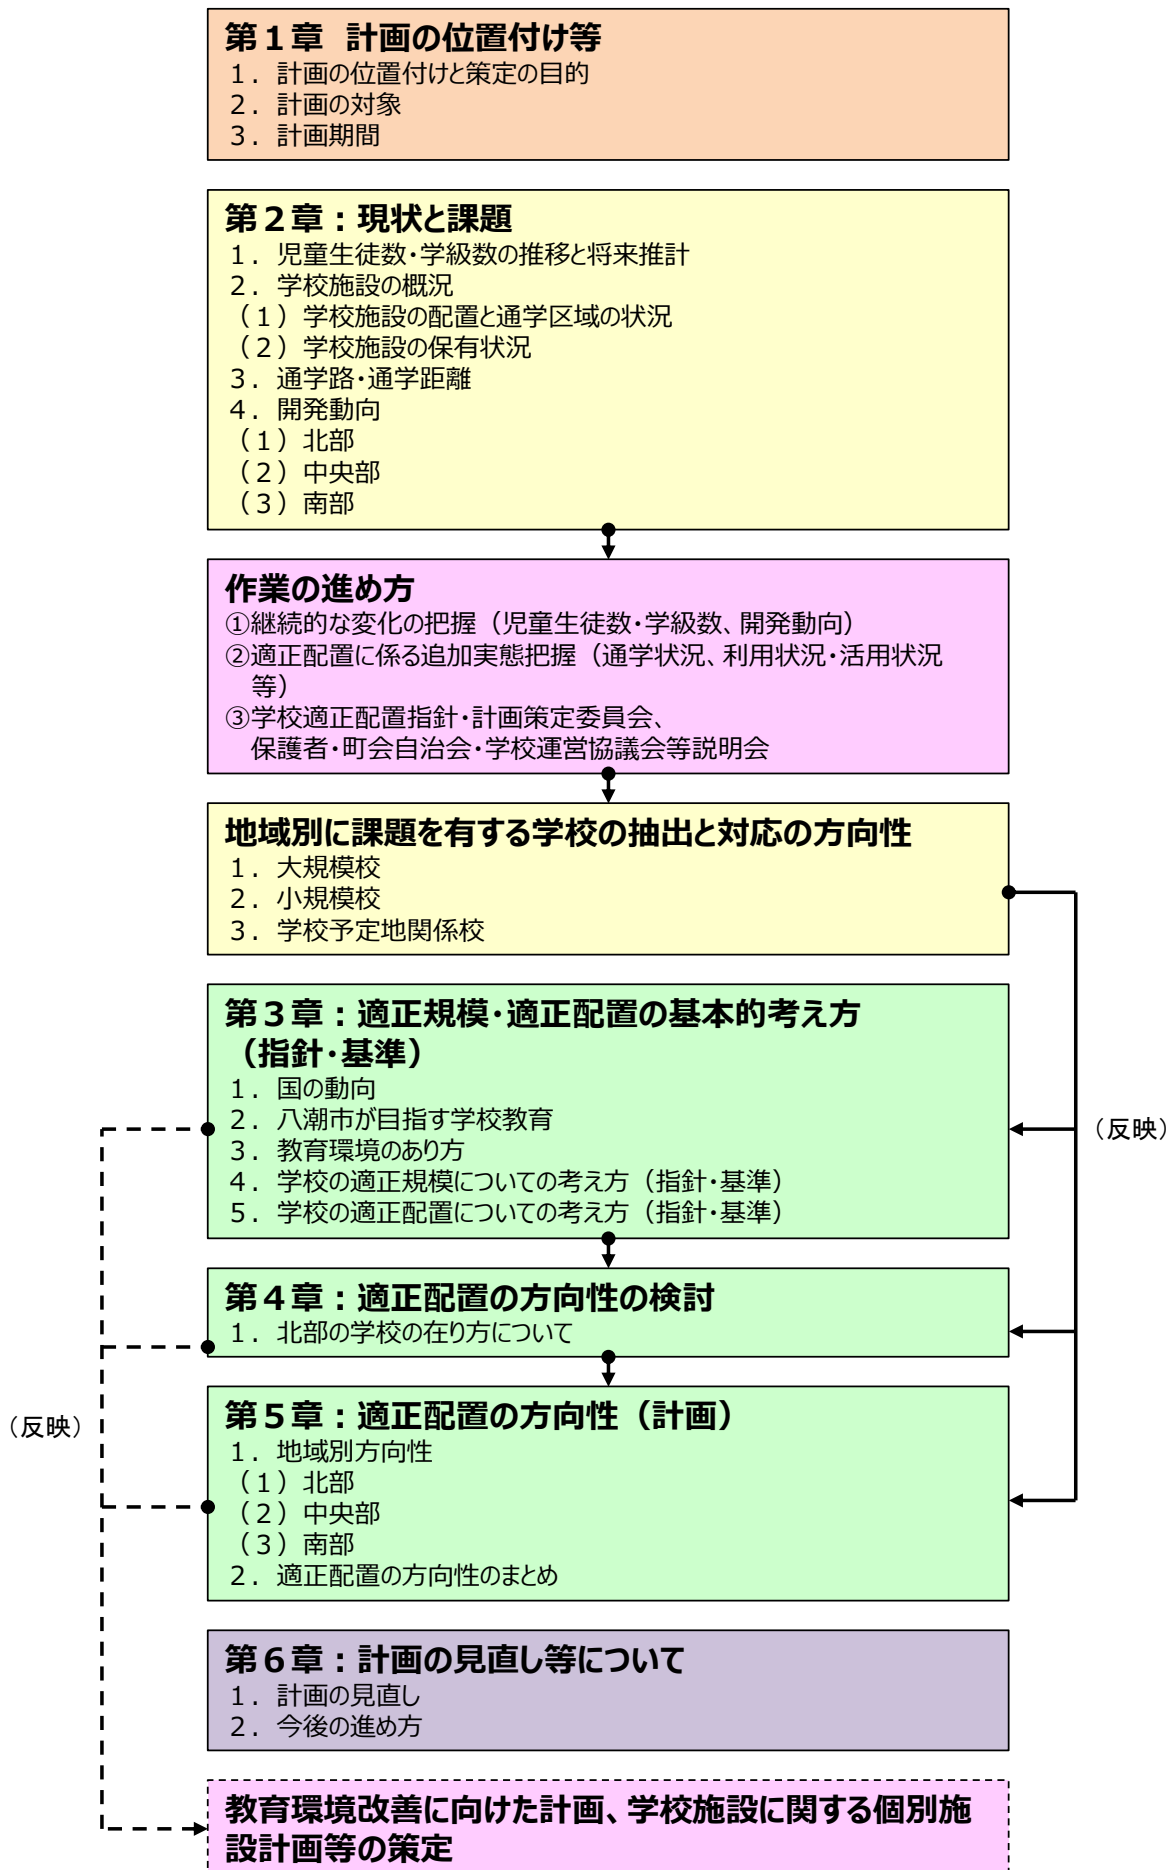 第１章 計画の位置付け等
１．計画の位置付けと策定の目的
２．計画の対象
３．計画期間
第２章：現状と課題
１．児童生徒数・学級数の推移と将来推計
２．学校施設の概況
（１）学校施設の配置と通学区域の状況
（２）学校施設の保有状況
３．通学路・通学距離
４．開発動向
（１）北部
（２）中央部
（３）南部
作業の進め方
①継続的な変化の把握（児童生徒数・学級数、開発動向）
②適正配置に係る追加実態把握（通学状況、利用状況・活用状況
等）
③学校適正配置指針・計画策定委員会、
保護者・町会自治会・学校運営協議会等説明会
地域別に課題を有する学校の抽出と対応の方向性
１．大規模校
２．小規模校
３．学校予定地関係校
第３章：適正規模・適正配置の基本的考え方
（指針・基準）
１．国の動向
２．八潮市が目指す学校教育
３．教育環境のあり方
４．学校の適正規模についての考え方（指針・基準）
５．学校の適正配置についての考え方（指針・基準）
（反映）
第４章：適正配置の方向性の検討
１．北部の学校の在り方について
第５章：適正配置の方向性（計画）
１．地域別方向性
（１）北部
（２）中央部
（３）南部
２．適正配置の方向性のまとめ
（反映）
第６章：計画の見直し等について
１．計画の見直し
２．今後の進め方
教育環境改善に向けた計画、学校施設に関する個別施
設計画等の策定